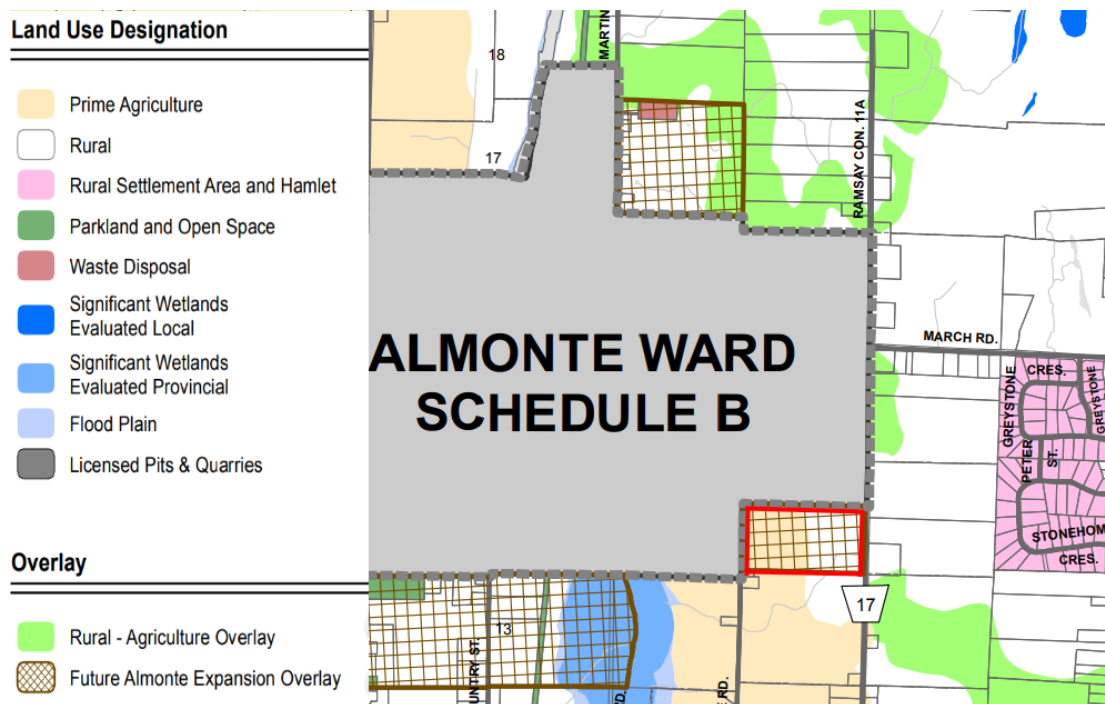 Land Use Designation
Prime Agriculture
Rural
Rural Settlement Area and Hamlet
Parkland and Open Space
Waste Disposal
Significant Wetlands
Evaluated Local
Significant Wetlands
Evaluated Provincial
Flood Plain
Licensed Pits & Quarries
Overlay
Rural - Agriculture Overlay
Future Almonte Expansion Overlay
18
17
MARTIN
RAMSAY CON. 11A
MARCH RD.
ALMONTE WARD
SCHEDULE B
GREYSTONE
CRES.
GREYSTONE
PETER
ST.
STONEHOM
CRES.
17
13
UNTRY ST.
RD.
E RD.